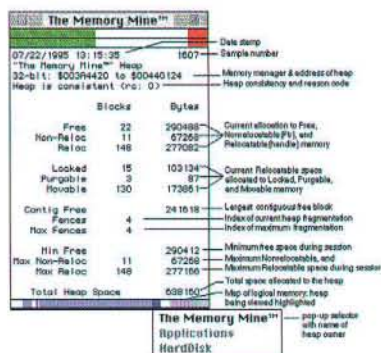 The Memory Mine™
07/22/1995 13:15:35 1607
"The Memory Mine™" Heap
32-bit: $003A4420 to $00440124
Heap is consistent (rc: 0)
Blocks Bytes
Free 22 290488
Non-Reloc 11 67268
Reloc 148 277082
Locked 15 103134
Purgable 3 87
Movable 130 173861
Contig Free 241618
Fences 4
Max Fences 4
Min Free 290412
Max Non-Reloc 11 67268
Max Reloc 148 277166
Total Heap Space 638160
The Memory Mine™
Applications
HardDisk
Date stamp
Sample number
Memory manager & address of heap
Heap consistency and reason code
Current allocation to Free,
Nonrelocatable (Ptr), and
Relocatable (handle) memory
Current Relocatable space
allocated to Locked, Purgable,
and Movable memory
Largest contiguous free block
Index of current heap fragmentation
Index of maximum fragmentation
Minimum free space during session
Maximum Nonrelocatable, and
Maximum Relocatable space during session
Total space allocated to the heap
Map of logical memory; heap
being viewed highlighted
pop-up selector
with name of
heap owner